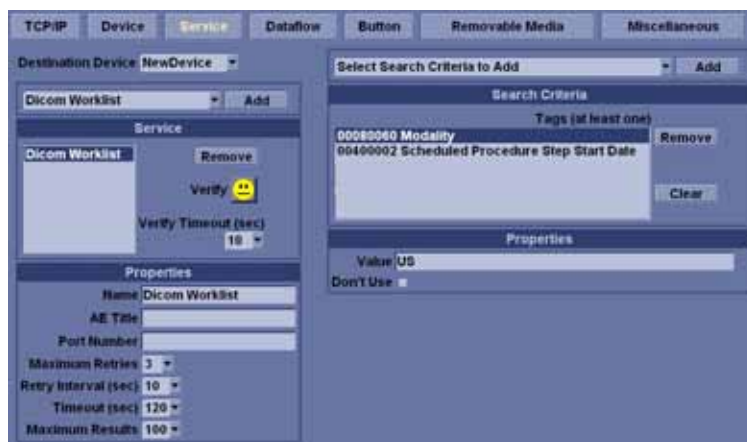 TCP/IP Device Service Dataflow Button Removable Media Miscellaneous
Destination Device NewDevice
Dicom Worklist Add
Service
Dicom Worklist
Remove
Verify
Verify Timeout (sec)
10
Properties
Name Dicom Worklist
AE Title
Port Number
Maximum Retries 3
Retry Interval (sec) 10
Timeout (sec) 120
Maximum Results 100
Select Search Criteria to Add Add
Search Criteria
Tags (at least one)
00080060 Modality
00400002 Scheduled Procedure Step Start Date
Remove
Clear
Properties
Value US
Don't Use